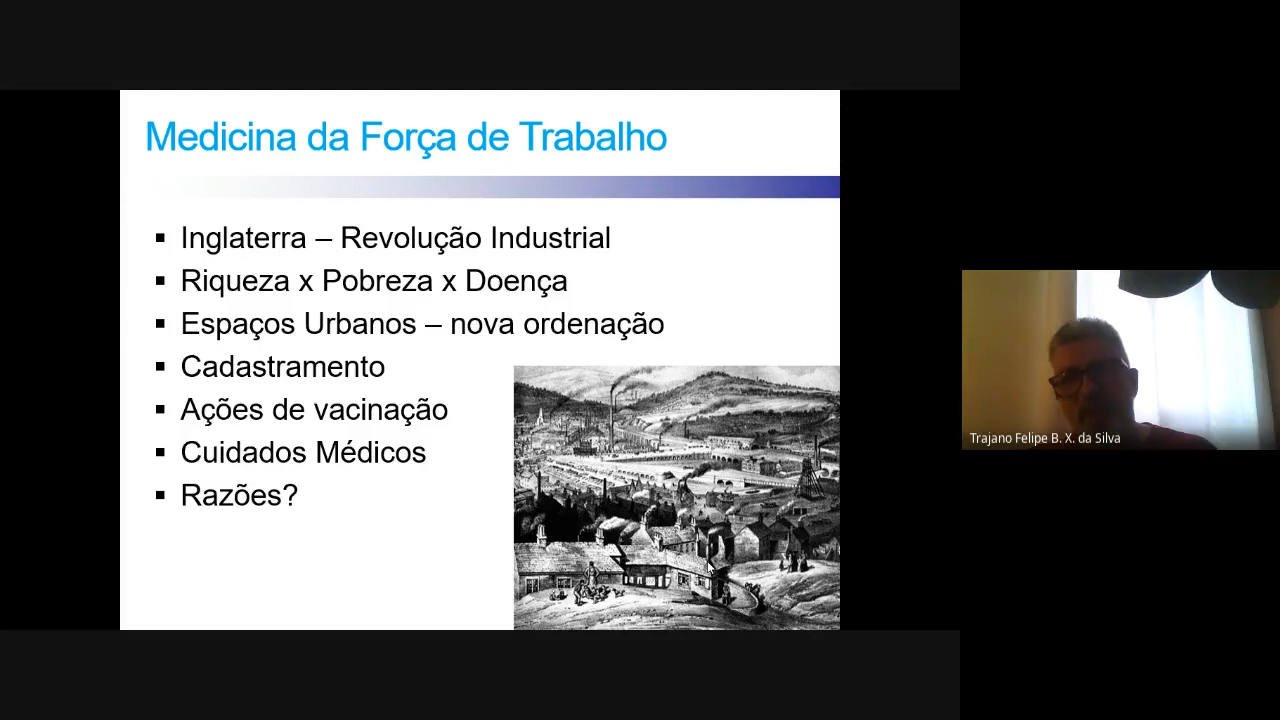 Medicina da Força de Trabalho
▪ Inglaterra – Revolução Industrial
▪ Riqueza x Pobreza x Doença
▪ Espaços Urbanos – nova ordenação
▪ Cadastramento
▪ Ações de vacinação
▪ Cuidados Médicos
▪ Razões?
Trajano Felipe B. X. da Silva